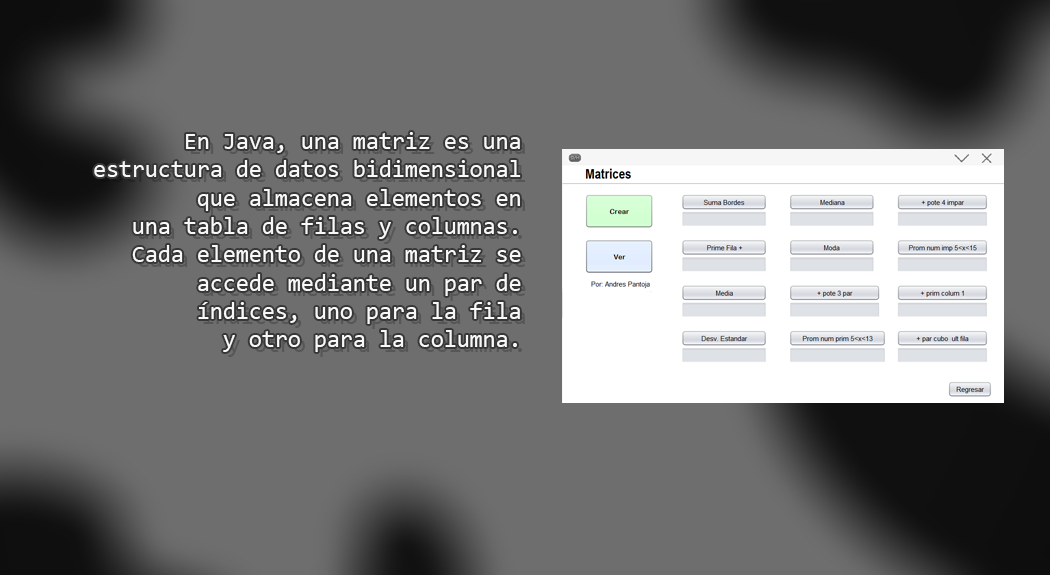 En Java, una matriz es una
estructura de datos bidimensional
que almacena elementos en
una tabla de filas y columnas.
Cada elemento de una matriz se
accede mediante un par de
índices, uno para la fila
y otro para la columna.
Matrices
Crear
Ver
Por: Andres Pantoja
Suma Bordes
Mediana
+ pote 4 impar
Prime Fila +
Moda
Prom num imp 5<x<15
Media
+ pote 3 par
+ prim colum 1
Desv. Estandar
Prom num prim 5<x<13
+ par cubo ult fila
Regresar